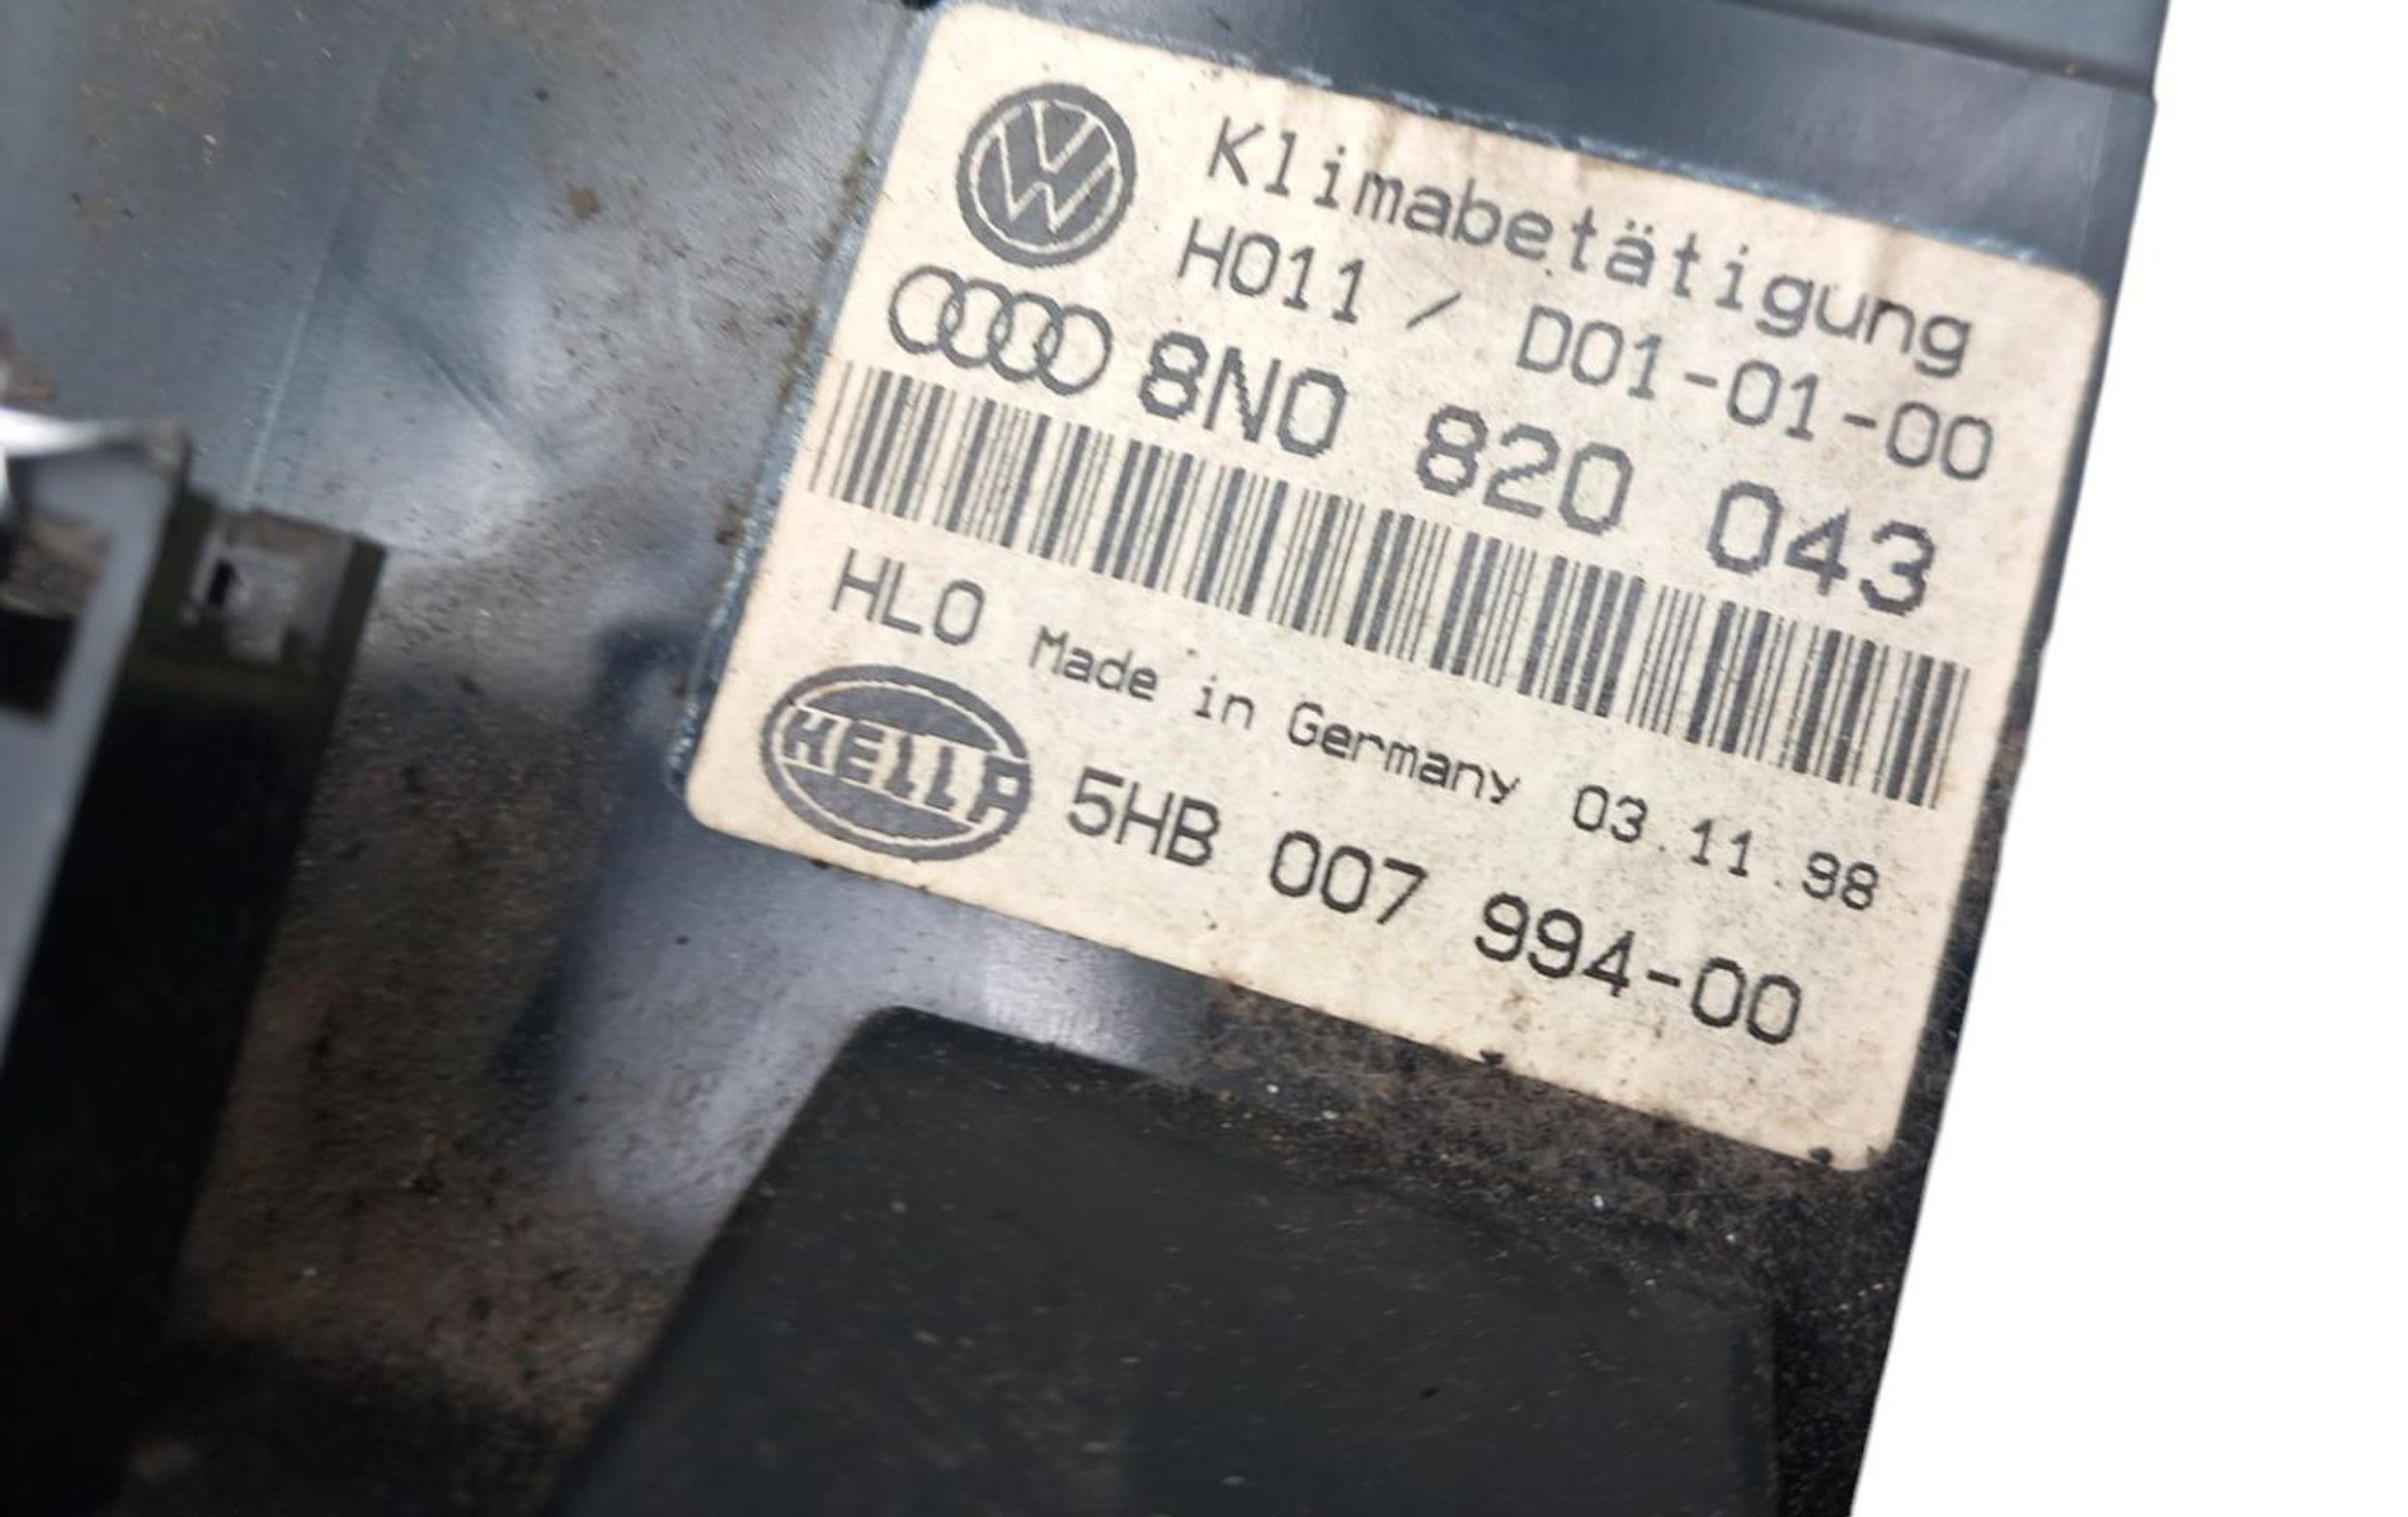 Klimabetätigung
H011 / D01-01-00
8N0 820 043
HLO Made in Germany 03.11.98
HELLA 5HB 007 994-00